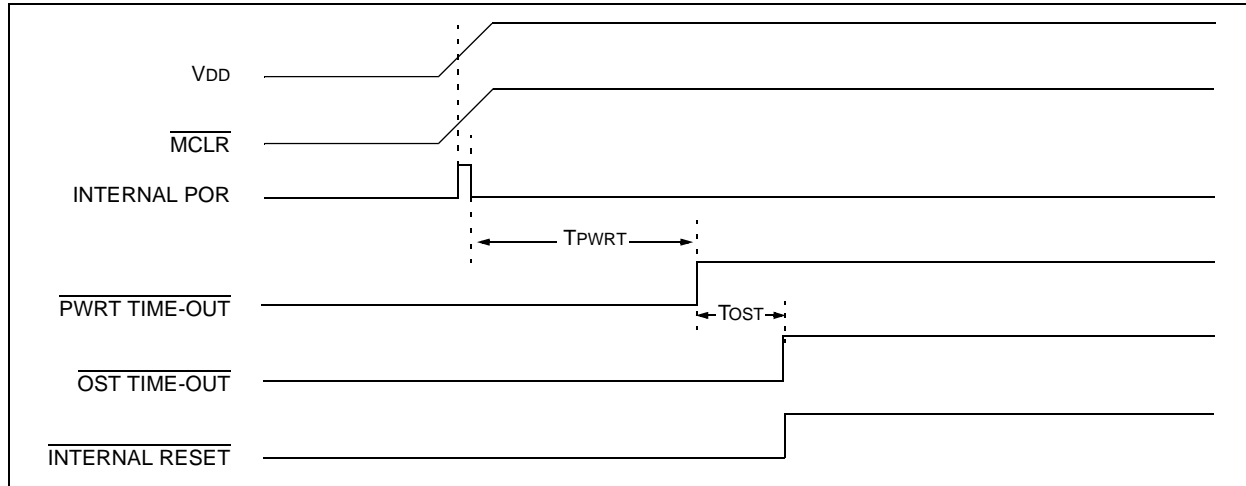 VDD
MCLR
INTERNAL POR
TPWRT
PWRT TIME-OUT
TOST
OST TIME-OUT
INTERNAL RESET